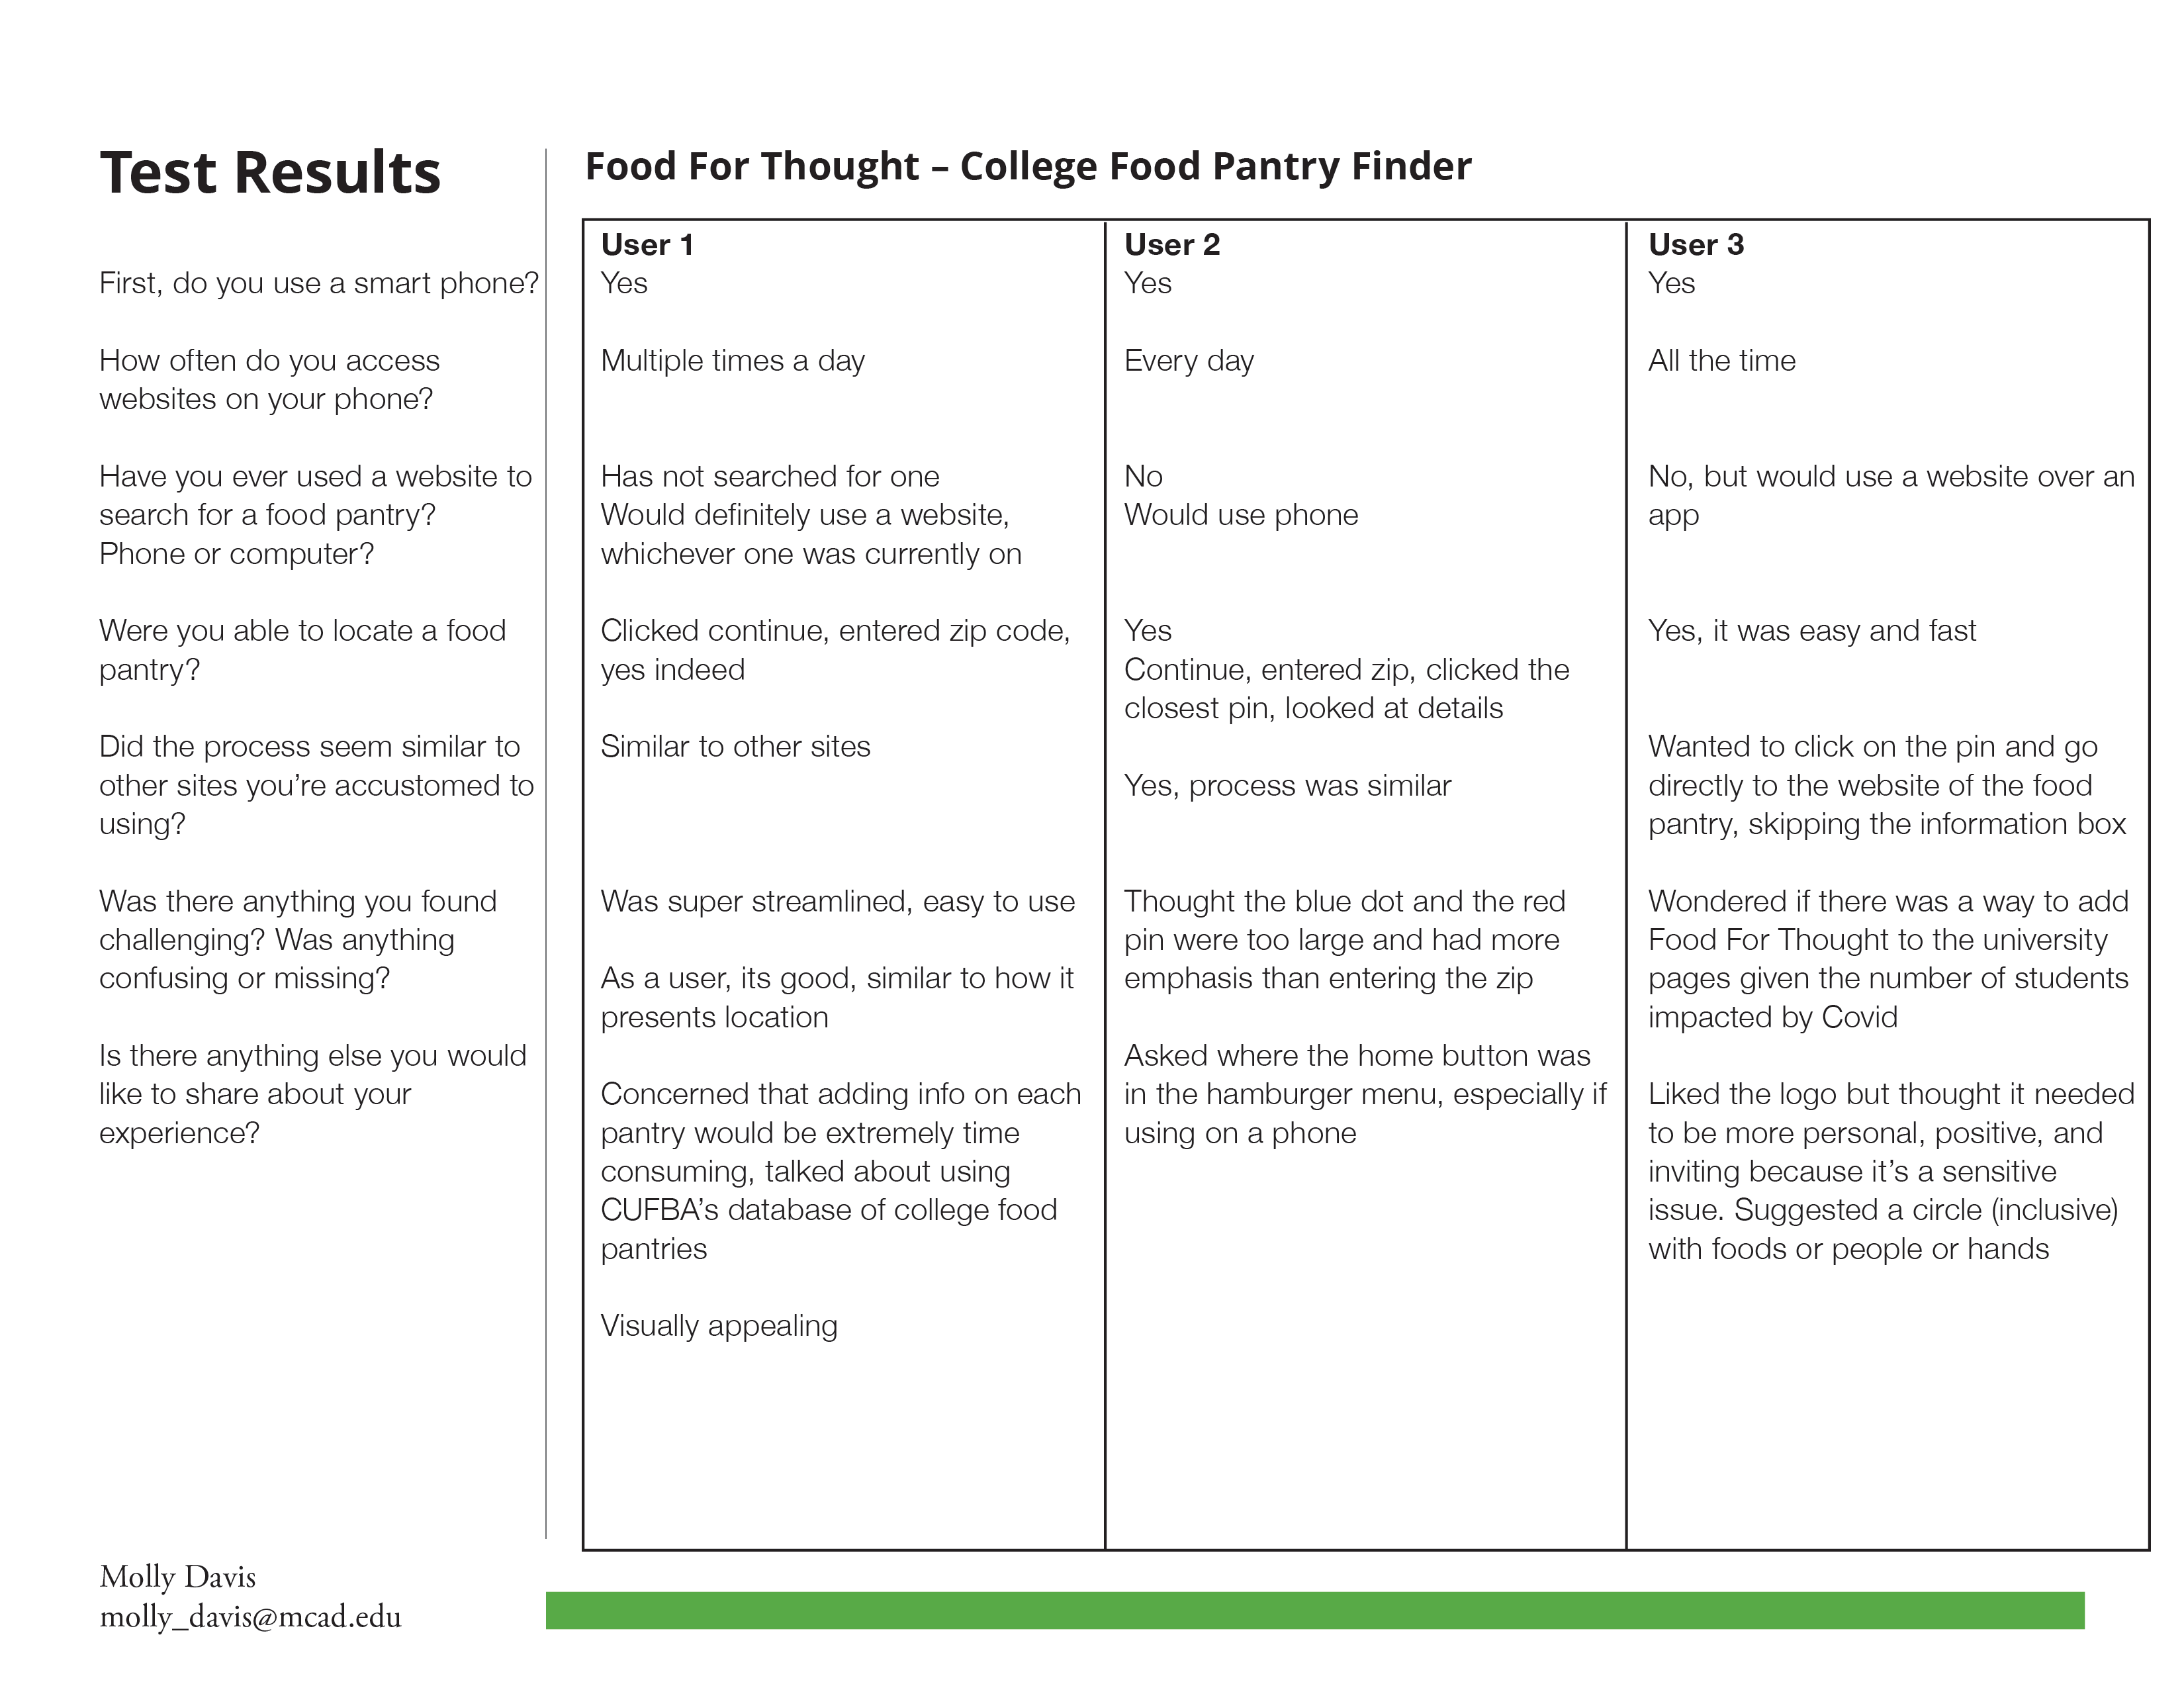 Test Results
First, do you use a smart phone?
How often do you access
websites on your phone?
Have you ever used a website to
search for a food pantry?
Phone or computer?
Were you able to locate a food
pantry?
Did the process seem similar to
other sites you’re accustomed to
using?
Was there anything you found
challenging? Was anything
confusing or missing?
Is there anything else you would
like to share about your
experience?
Food For Thought – College Food Pantry Finder
User 1
Yes
Multiple times a day
Has not searched for one
Would definitely use a website,
whichever one was currently on
Clicked continue, entered zip code,
yes indeed
Similar to other sites
Was super streamlined, easy to use
As a user, its good, similar to how it
presents location
Concerned that adding info on each
pantry would be extremely time
consuming, talked about using
CUFBA’s database of college food
pantries
Visually appealing
User 2
Yes
Every day
No
Would use phone
Yes
Continue, entered zip, clicked the
closest pin, looked at details
Yes, process was similar
Thought the blue dot and the red
pin were too large and had more
emphasis than entering the zip
Asked where the home button was
in the hamburger menu, especially if
using on a phone
User 3
Yes
All the time
No, but would use a website over an
app
Yes, it was easy and fast
Wanted to click on the pin and go
directly to the website of the food
pantry, skipping the information box
Wondered if there was a way to add
Food For Thought to the university
pages given the number of students
impacted by Covid
Liked the logo but thought it needed
to be more personal, positive, and
inviting because it’s a sensitive
issue. Suggested a circle (inclusive)
with foods or people or hands
Molly Davis
molly_davis@mcad.edu